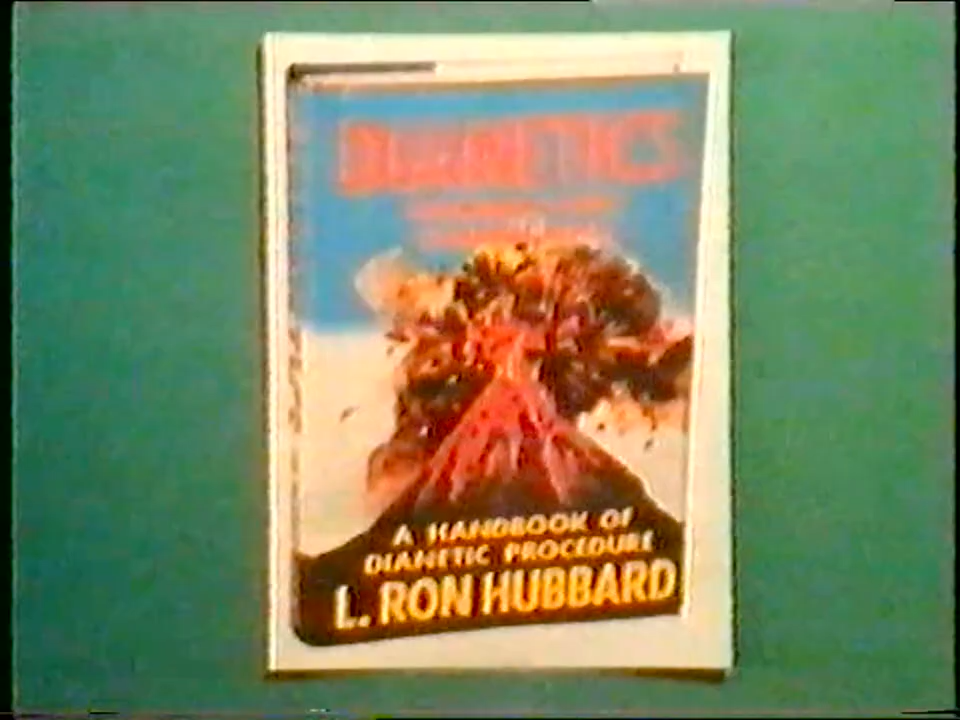 DIANETICS
A HANDBOOK OF
DIANETIC PROCEDURE
L. RON HUBBARD